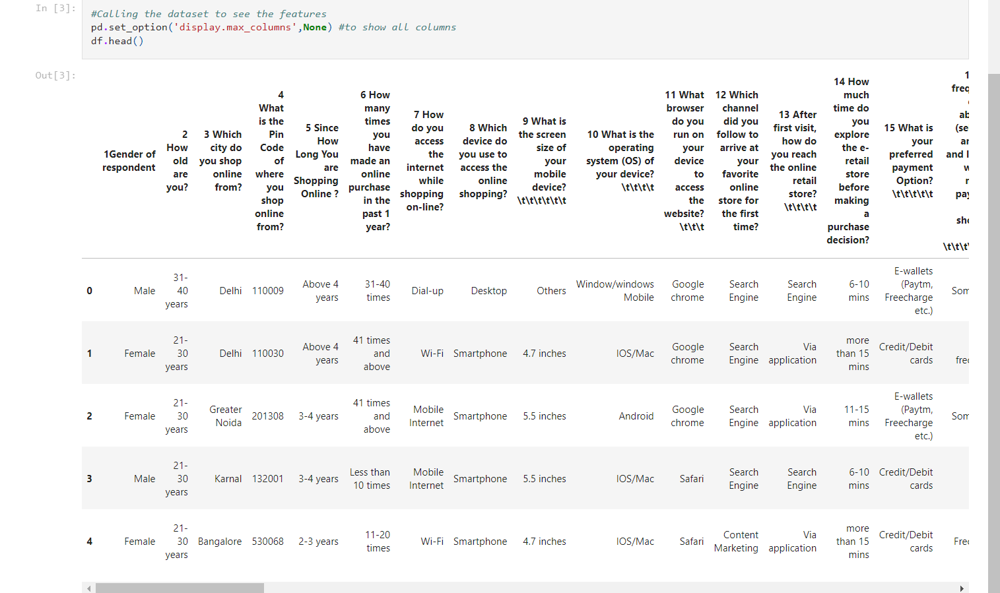 In [3]:
#Calling the dataset to see the features
pd.set_option('display.max_columns',None) #to show all columns
df.head()
Out[3]:
1Gender of
respondent
2
How
old
are
you?
3 Which
city do
you shop
online
from?
4
What
is the
Pin
Code
of
where
you
shop
online
from?
5 Since
How
Long You
are
Shopping
Online ?
6 How
many
times
you
have
made an
online
purchase
in the
past 1
year?
7 How
do you
access
the
internet
while
shopping
on-line?
8 Which
device do
you use to
access the
online
shopping?
9 What is
the screen
size of
your
mobile
device?
\t\t\t\t\t\t
10 What is the
operating
system (OS) of
your device?
\t\t\t\t
11 What
browser
do you
run on
your
device
to
access
the
website?
\t\t\t
12 Which
channel
did you
follow to
arrive at
your
favorite
online
store for
the first
time?
13 After
first visit,
how do
you reach
the online
retail
store?
\t\t\t\t
14 How
much
time do
you
explore
the e-
retail
store
before
making
a
purchase
decision?
15 What is
your
preferred
payment
Option?
\t\t\t\t\t
and
\t\t\t
0
Male
31-
40
years
Delhi
110009
Above 4
years
31-40
times
Dial-up
Desktop
Others
Window/windows
Mobile
Google
chrome
Search
Engine
Search
Engine
6-10
mins
E-wallets
(Paytm,
Freecharge
etc.)
1
Female
21-
30
years
Delhi
110030
Above 4
years
41 times
and
above
Wi-Fi
Smartphone
4.7 inches
IOS/Mac
Google
chrome
Search
Engine
Via
application
more
than 15
mins
Credit/Debit
cards
2
Female
21-
30
years
Greater
Noida
201308
3-4 years
41 times
and
above
Mobile
Internet
Smartphone
5.5 inches
Android
Google
chrome
Search
Engine
Via
application
11-15
mins
E-wallets
(Paytm,
Freecharge
etc.)
3
Male
21-
30
years
Karnal
132001
3-4 years
Less than
10 times
Mobile
Internet
Smartphone
5.5 inches
IOS/Mac
Safari
Search
Engine
Search
Engine
6-10
mins
Credit/Debit
cards
4
Female
21-
30
years
Bangalore
530068
2-3 years
11-20
times
Wi-Fi
Smartphone
4.7 inches
IOS/Mac
Safari
Content
Marketing
Via
application
more
than 15
mins
Credit/Debit
cards